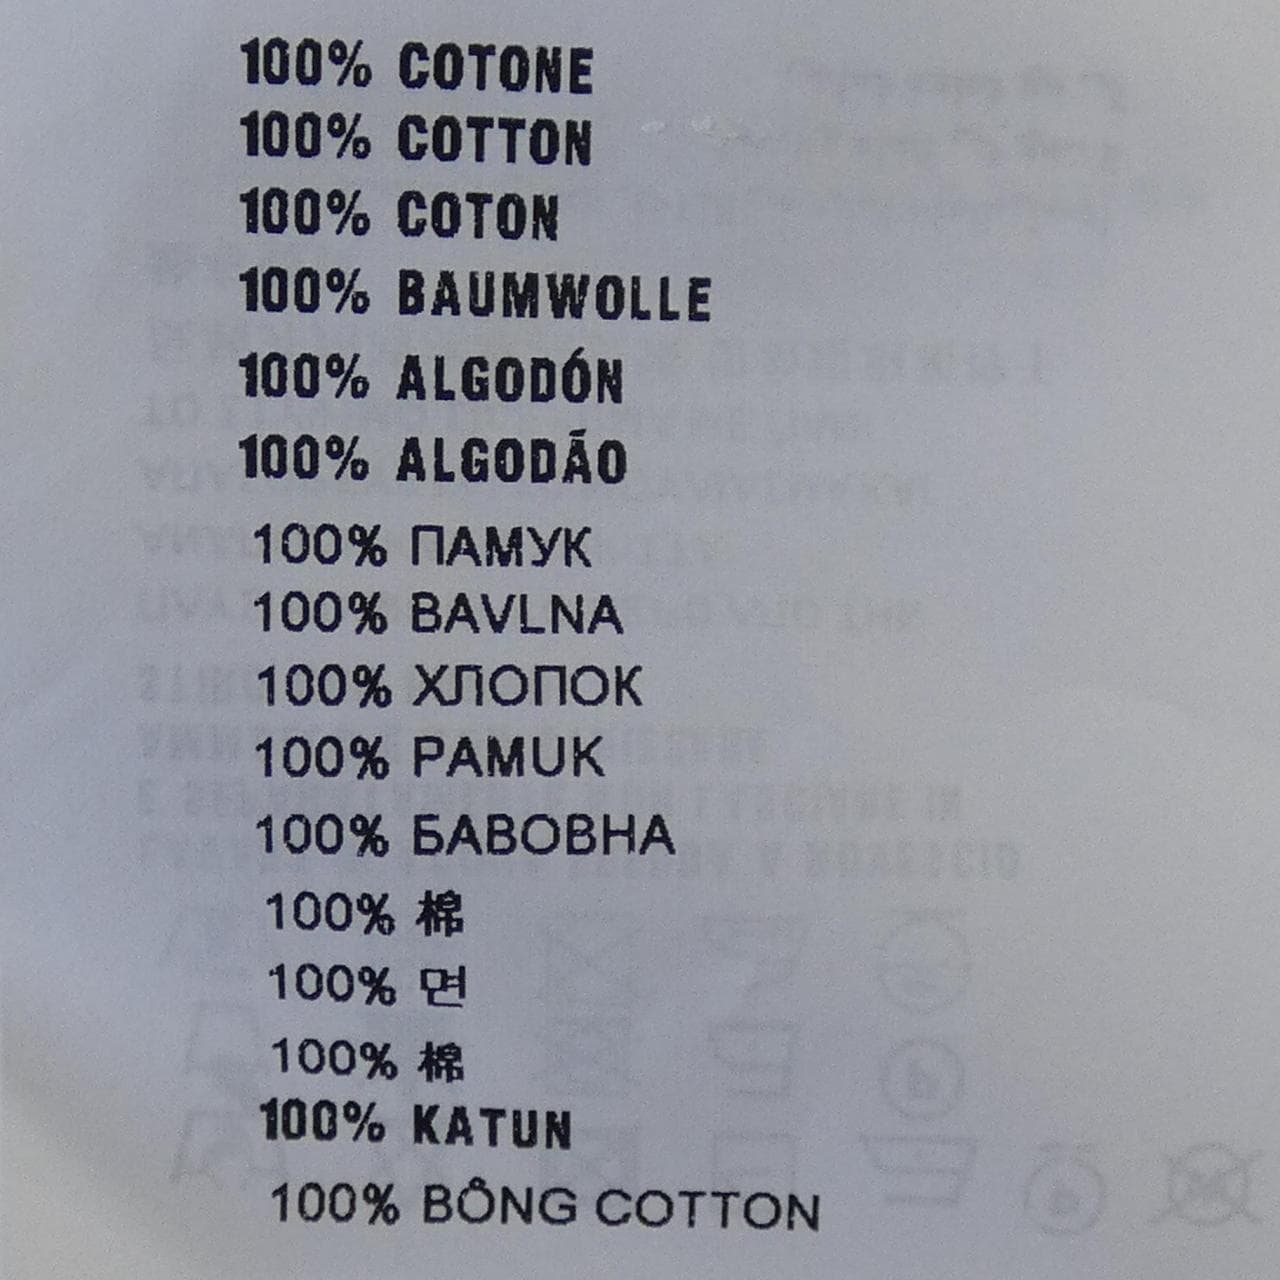 100% COTONE
100% COTTON
100% COTON
100% BAUMWOLLE
100% ALGODÓN
100% ALGODÃO
100% ПАМУК
100% BAVLNA
100% ХЛОПОК
100% PAMUK
100% БАВОВНА
100% 棉
100% 면
100% 棉
100% KATUN
100% BÔNG COTTON